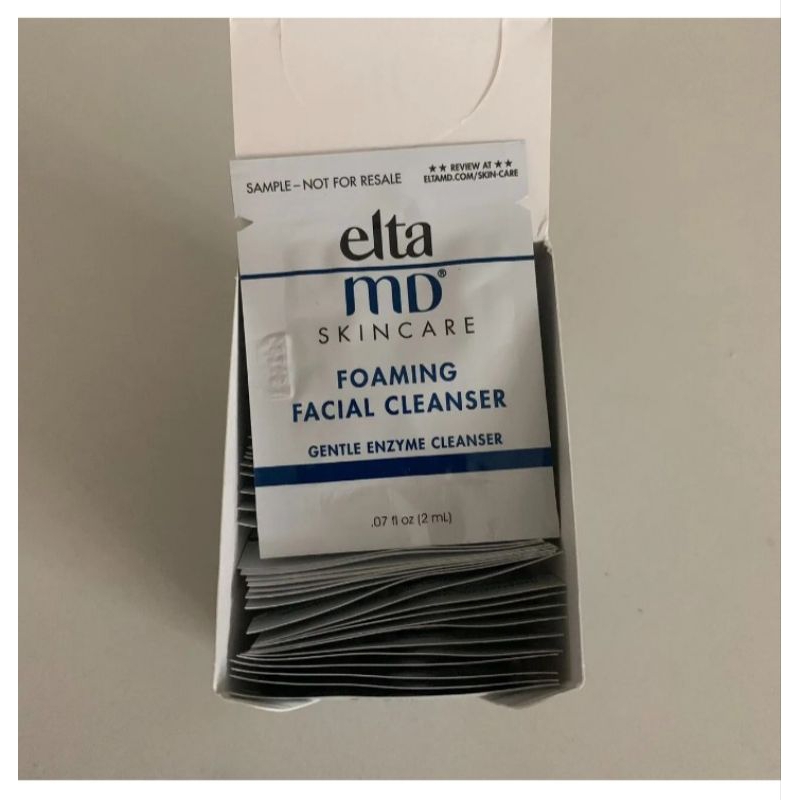 SAMPLE – NOT FOR RESALE
★★ REVIEW AT ★★
ELTAMD.COM/SKIN-CARE
elta
MD®
SKINCARE
FOAMING
FACIAL CLEANSER
GENTLE ENZYME CLEANSER
.07 fl oz (2 mL)